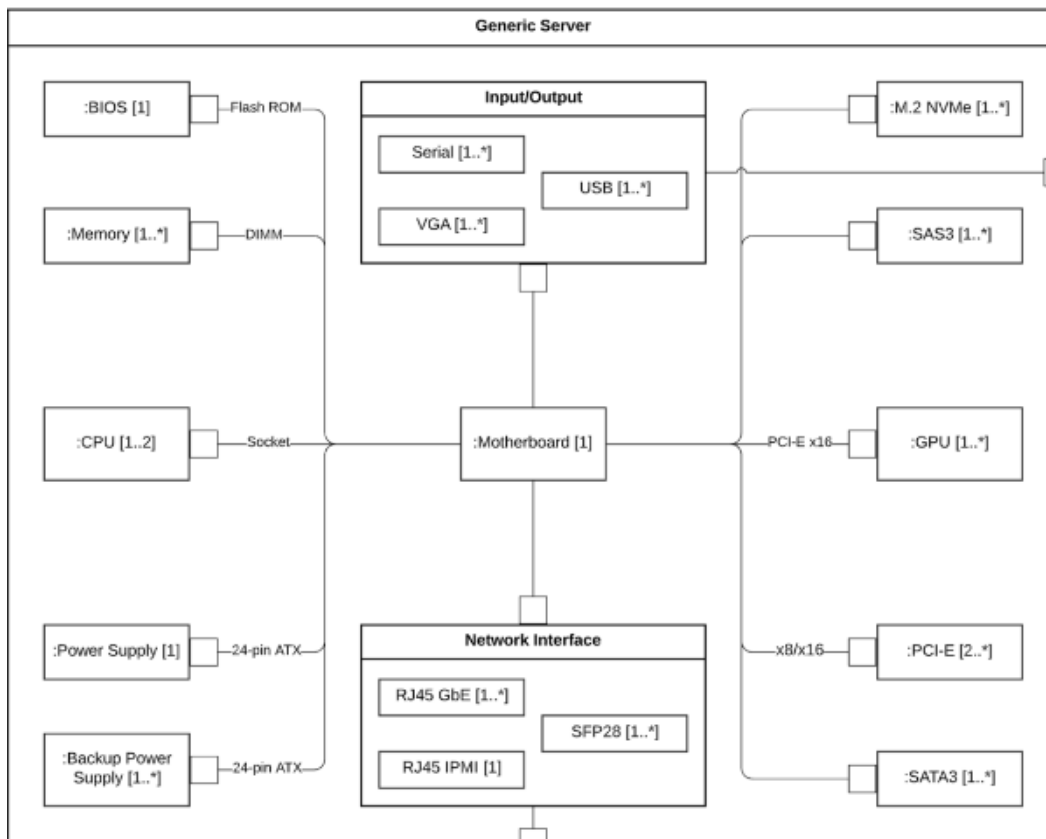 Generic Server
:BIOS [1]
Flash ROM
Input/Output
:M.2 NVMe [1..*]
Serial [1..*]
USB [1..*]
VGA [1..*]
:Memory [1..*]
DIMM
:SAS3 [1..*]
:CPU [1..2]
Socket
:Motherboard [1]
PCI-E x16
:GPU [1..*]
:Power Supply [1]
24-pin ATX
Network Interface
x8/x16
:PCI-E [2..*]
RJ45 GbE [1..*]
SFP28 [1..*]
RJ45 IPMI [1]
:Backup Power
Supply [1..*]
24-pin ATX
:SATA3 [1..*]